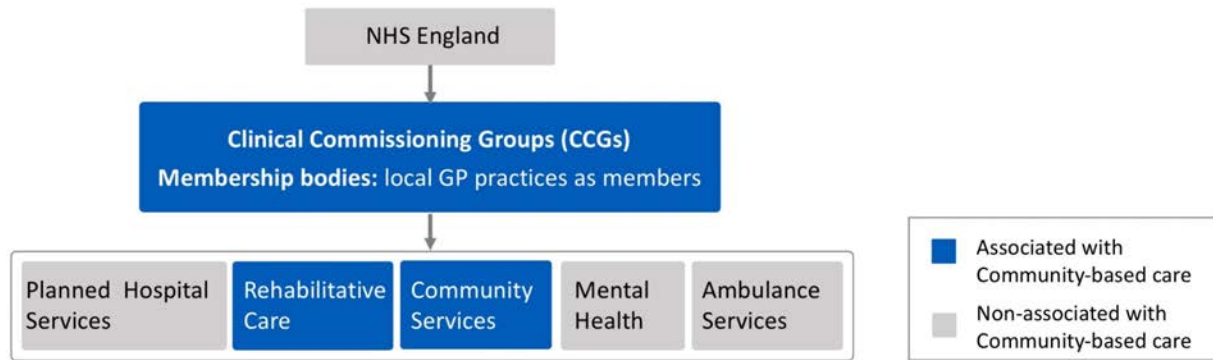 NHS England
Clinical Commissioning Groups (CCGs)
Membership bodies: local GP practices as members
Planned Hospital
Services
Rehabilitative
Care
Community
Services
Mental
Health
Ambulance
Services
Associated with
Community-based care
Non-associated with
Community-based care